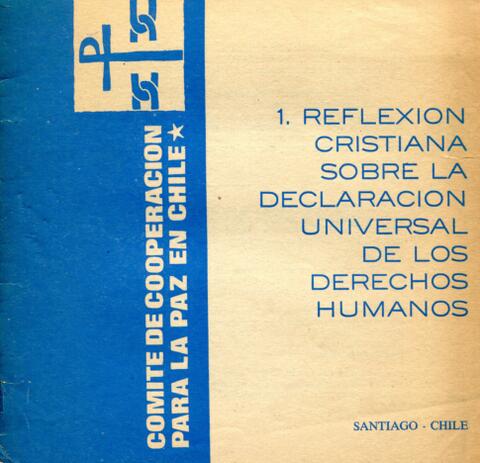 COMITE DE COOPERACION
PARA LA PAZ EN CHILE★
1. REFLEXION
CRISTIANA
SOBRE LA
DECLARACION
UNIVERSAL
DE LOS
DERECHOS
HUMANOS
SANTIAGO - CHILE